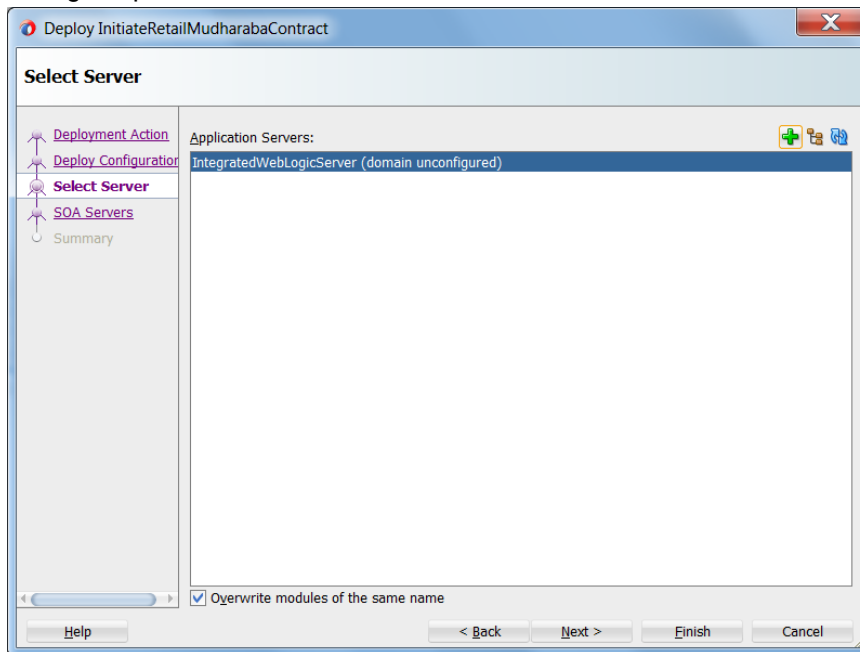 Deploy InitiateRetailMudharabaContract
Select Server
Deployment Action
Deploy Configuration
Select Server
SOA Servers
Summary
Application Servers:
IntegratedWebLogicServer (domain unconfigured)
Overwrite modules of the same name
Help
< Back
Next >
Finish
Cancel